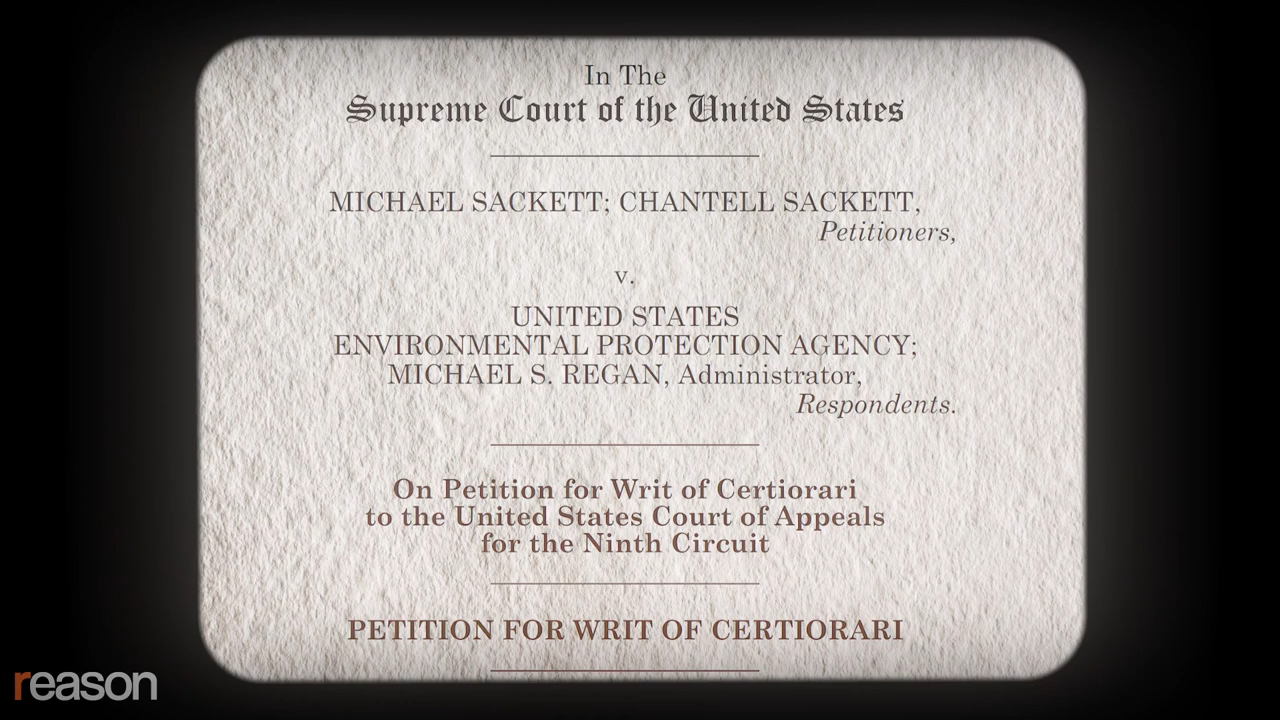 In The
Supreme Court of the United States
MICHAEL SACKETT; CHANTELL SACKETT,
Petitioners,
v.
UNITED STATES
ENVIRONMENTAL PROTECTION AGENCY;
MICHAEL S. REGAN, Administrator,
Respondents.
On Petition for Writ of Certiorari
to the United States Court of Appeals
for the Ninth Circuit
PETITION FOR WRIT OF CERTIORARI
reason